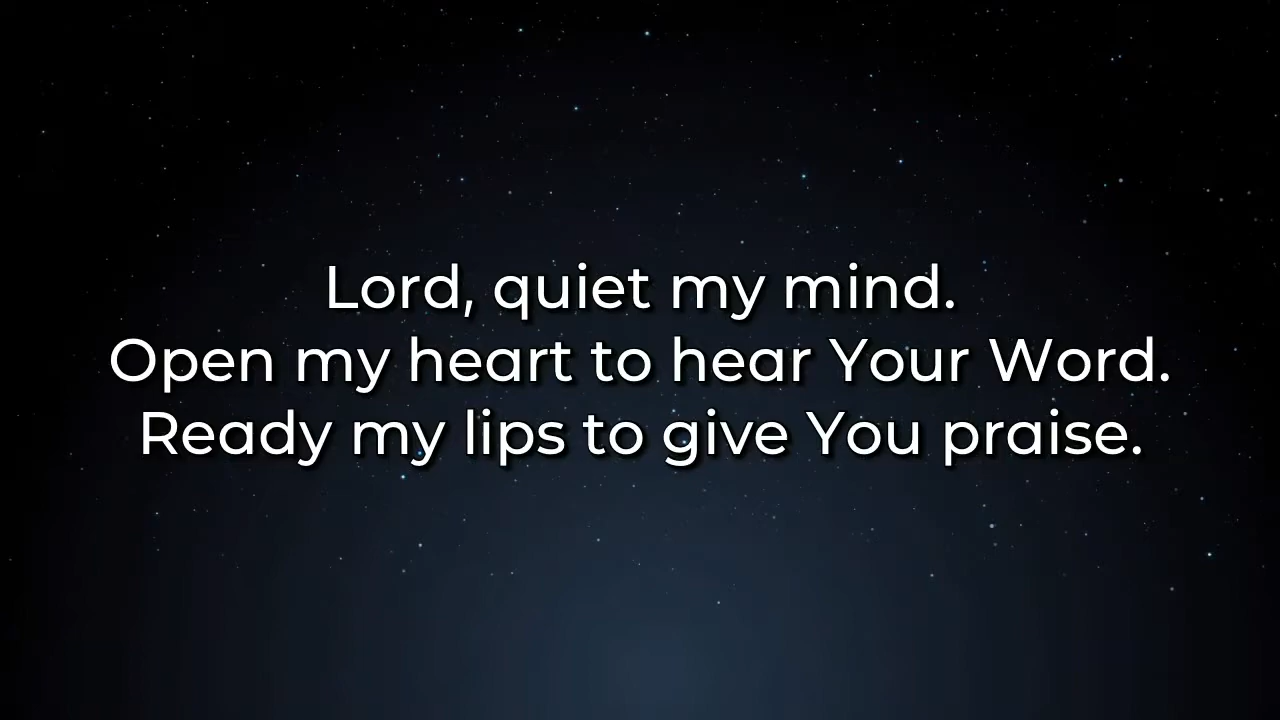 Lord, quiet my mind.
Open my heart to hear Your Word.
Ready my lips to give You praise.